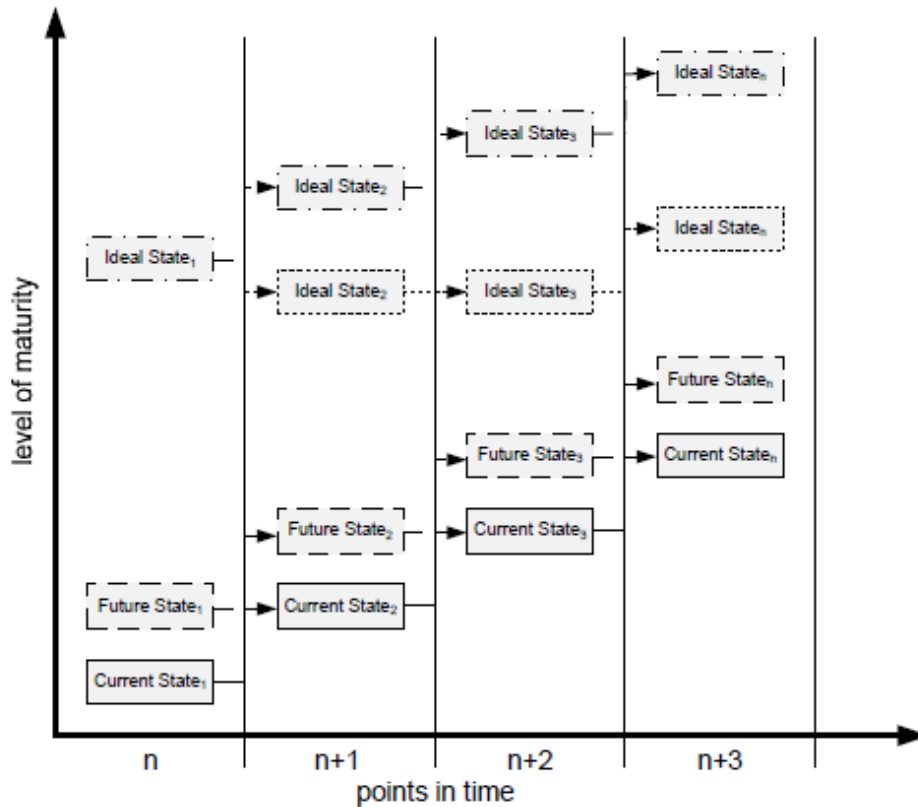 Ideal Stateₙ
Ideal State₃
Ideal State₂
Ideal Stateₙ
Ideal State₁
Ideal State₂
Ideal State₃
Future Stateₙ
Future State₃
Current Stateₙ
Future State₂
Current State₃
Future State₁
Current State₂
Current State₁
level of maturity
n
n+1
n+2
n+3
points in time